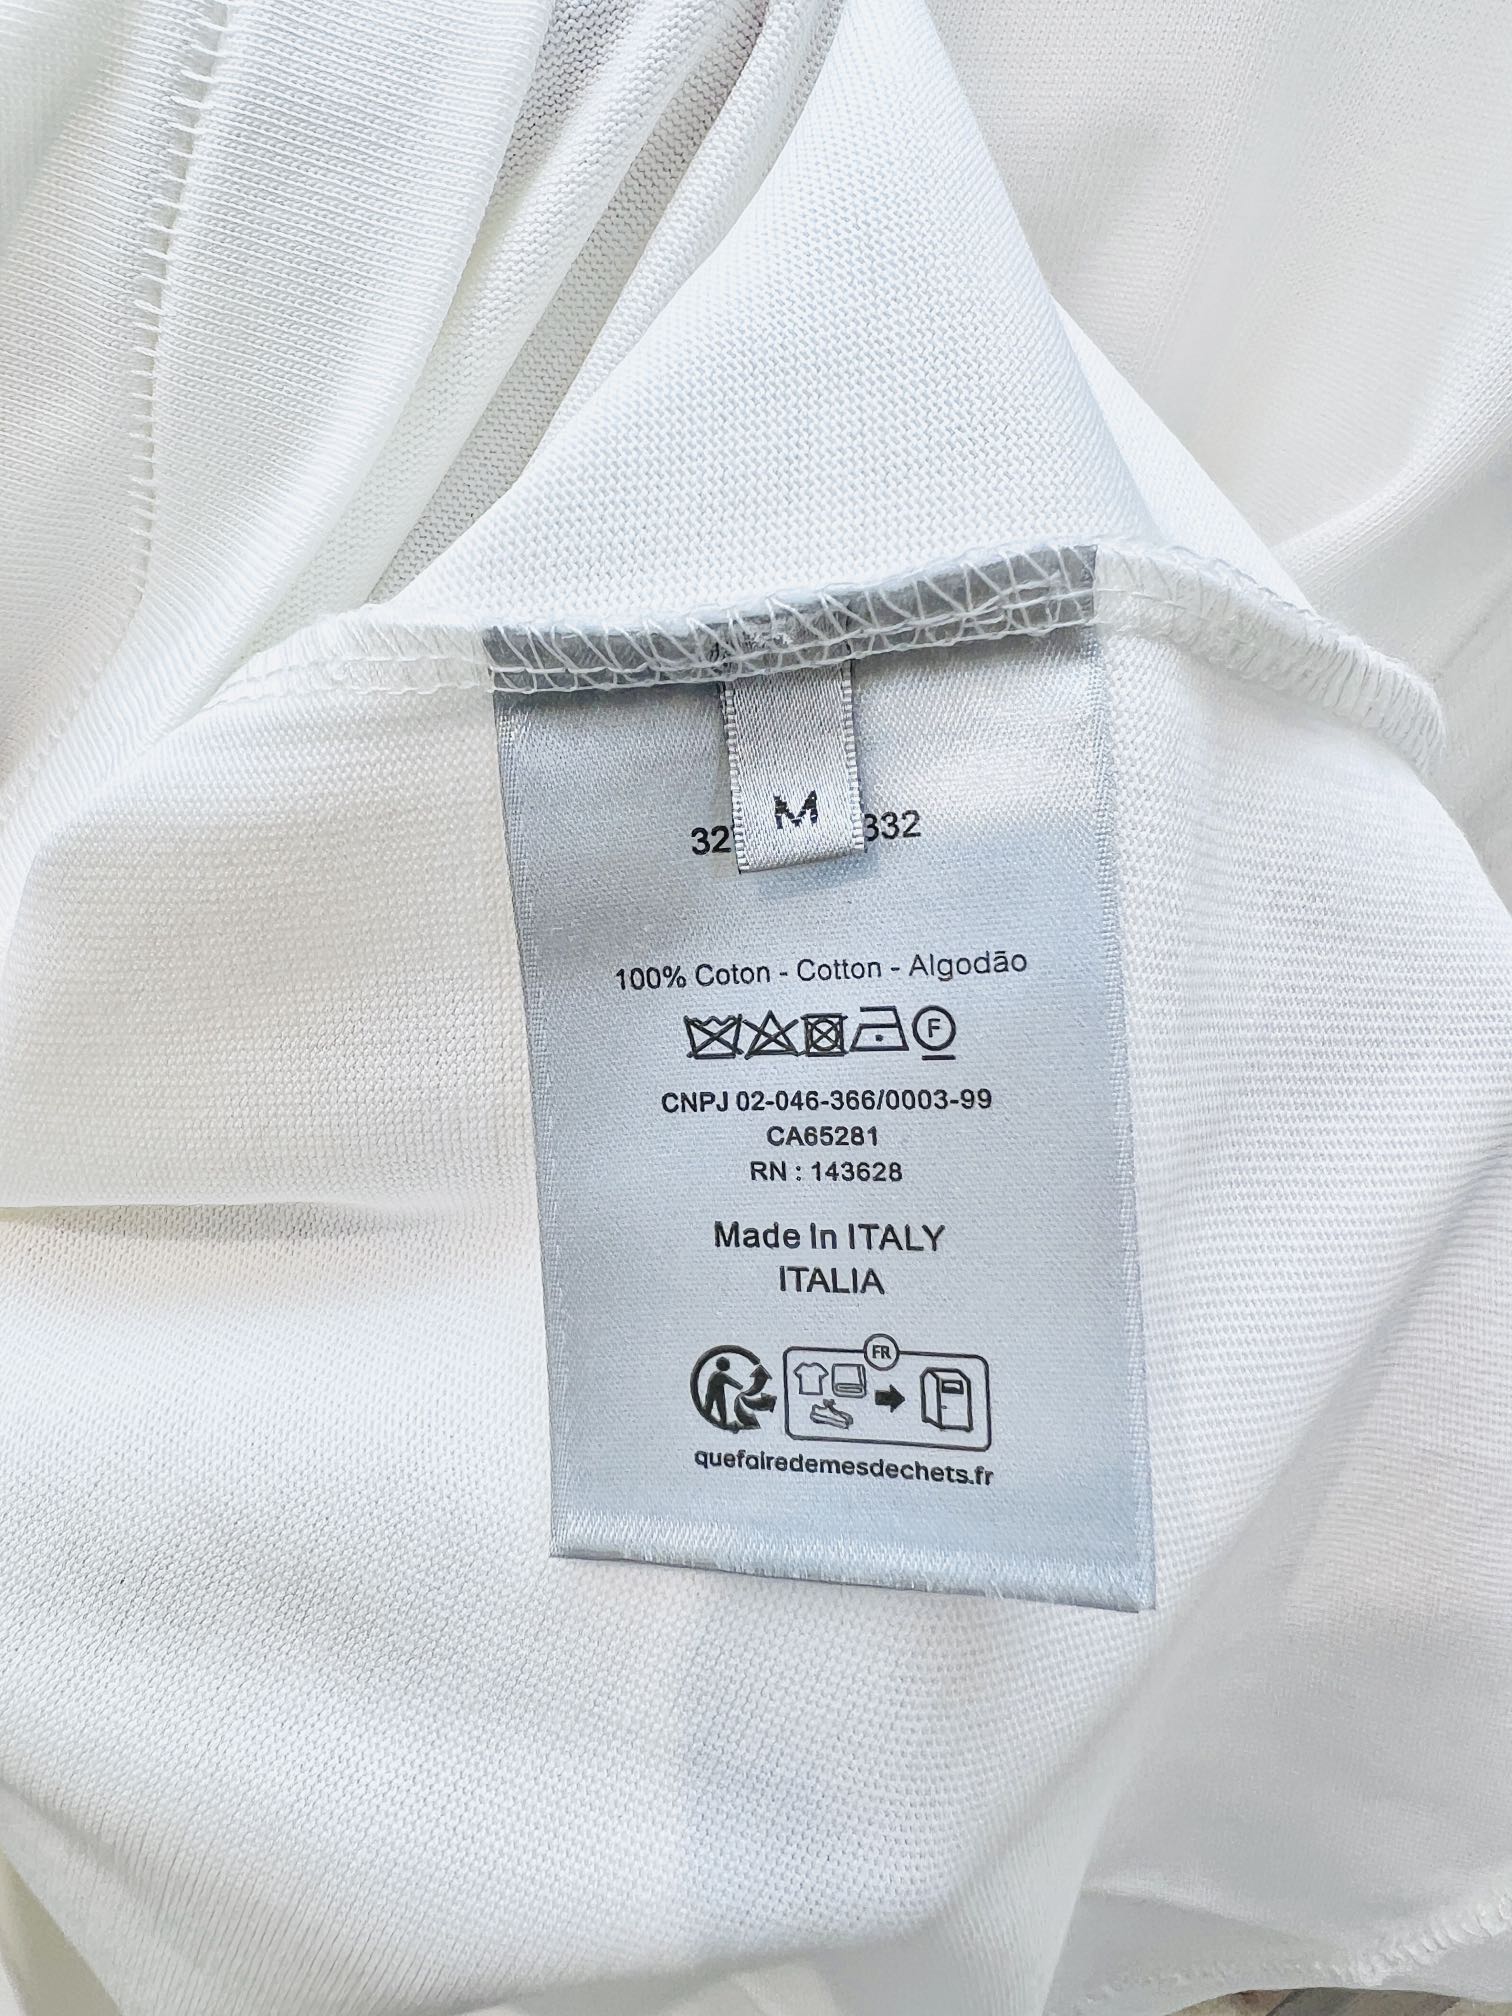 M
332
100% Coton - Cotton - Algodão
F
CNPJ 02-046-366/0003-99
CA65281
RN : 143628
Made In ITALY
ITALIA
FR
quefairedemesdechets.fr